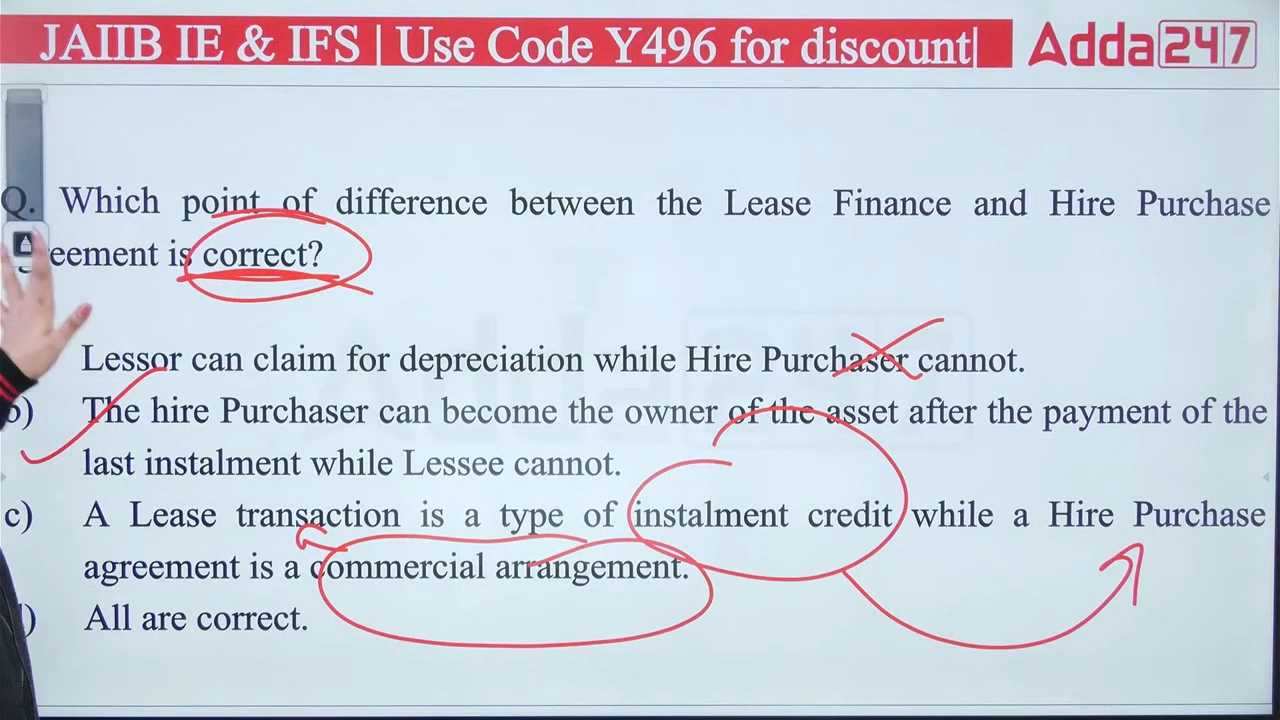 JAIIB IE & IFS | Use Code Y496 for discount| Adda247
Q. Which point of difference between the Lease Finance and Hire Purchase
reement is correct?
Lessor can claim for depreciation while Hire Purchaser cannot.
b) The hire Purchaser can become the owner of the asset after the payment of the
last instalment while Lessee cannot.
c) A Lease transaction is a type of instalment credit while a Hire Purchase
agreement is a commercial arrangement.
) All are correct.